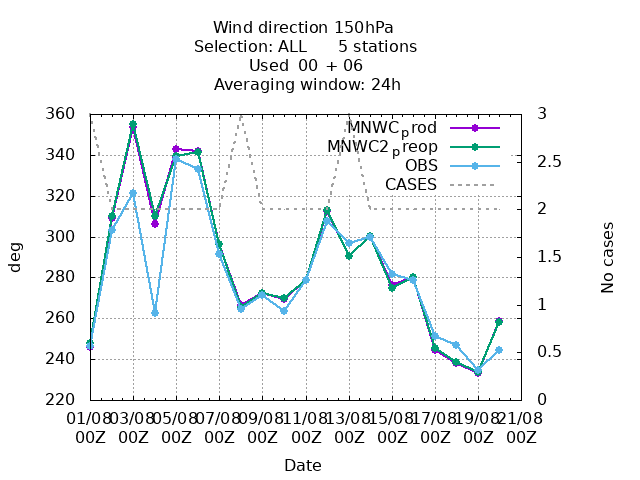 Wind direction 150hPa
Selection: ALL 5 stations
Used 00 + 06
Averaging window: 24h
360 3
MNWCprod
MNWC2preop
OBS
CASES
340
2.5
320
2
300
1.5
280
1
260
0.5
240
220 0
deg
No cases
01/08 03/08 05/08 07/08 09/08 11/08 13/08 15/08 17/08 19/08 21/08
00Z 00Z 00Z 00Z 00Z 00Z 00Z 00Z 00Z 00Z 00Z
Date